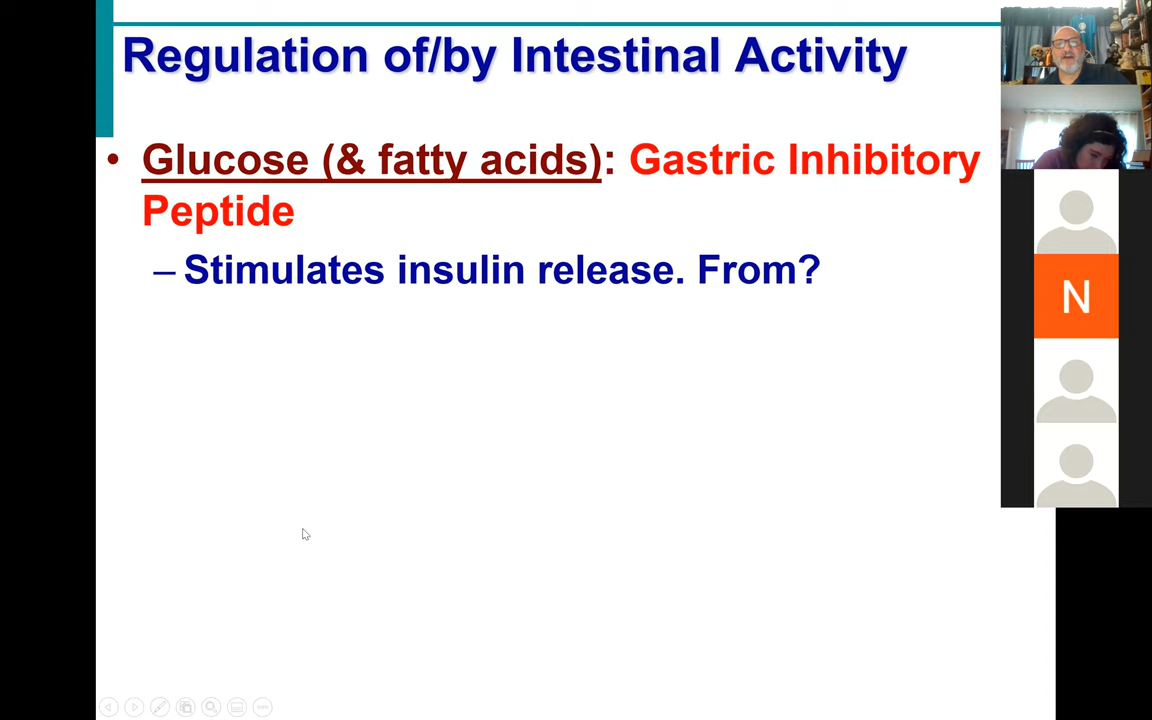 Regulation of/by Intestinal Activity
• Glucose (& fatty acids): Gastric Inhibitory
Peptide
– Stimulates insulin release. From?
N